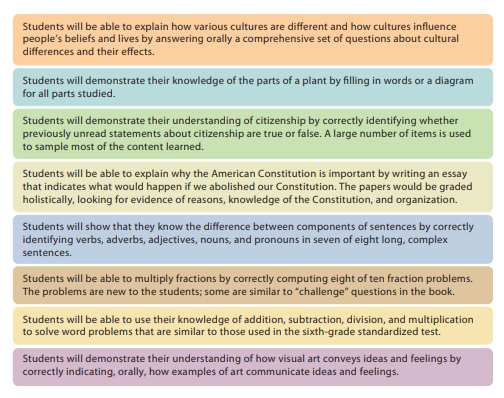 Students will be able to explain how various cultures are different and how cultures influence
people's beliefs and lives by answering orally a comprehensive set of questions about cultural
differences and their effects.
Students will demonstrate their knowledge of the parts of a plant by filling in words or a diagram
for all parts studied.
Students will demonstrate their understanding of citizenship by correctly identifying whether
previously unread statements about citizenship are true or false. A large number of items is used
to sample most of the content learned.
Students will be able to explain why the American Constitution is important by writing an essay
that indicates what would happen if we abolished our Constitution. The papers would be graded
holistically, looking for evidence of reasons, knowledge of the Constitution, and organization.
Students will show that they know the difference between components of sentences by correctly
identifying verbs, adverbs, adjectives, nouns, and pronouns in seven of eight long, complex
sentences.
Students will be able to multiply fractions by correctly computing eight of ten fraction problems.
The problems are new to the students; some are similar to "challenge" questions in the book.
Students will be able to use their knowledge of addition, subtraction, division, and multiplication
to solve word problems that are similar to those used in the sixth-grade standardized test.
Students will demonstrate their understanding of how visual art conveys ideas and feelings by
correctly indicating, orally, how examples of art communicate ideas and feelings.